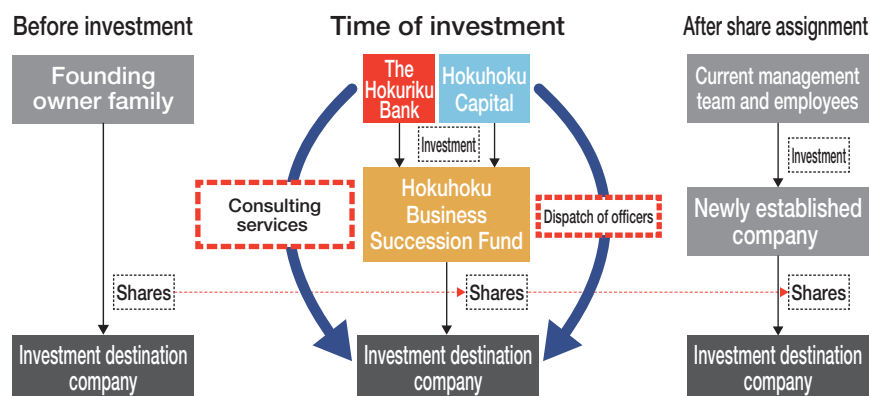 Before investment
Founding
owner family
Shares
Investment destination
company
Time of investment
The
Hokuriku
Bank
Hokuhoku
Capital
Investment
Consulting
services
Hokuhoku
Business
Succession Fund
Dispatch of officers
Shares
Investment destination
company
After share assignment
Current management
team and employees
Investment
Newly established
company
Shares
Investment destination
company